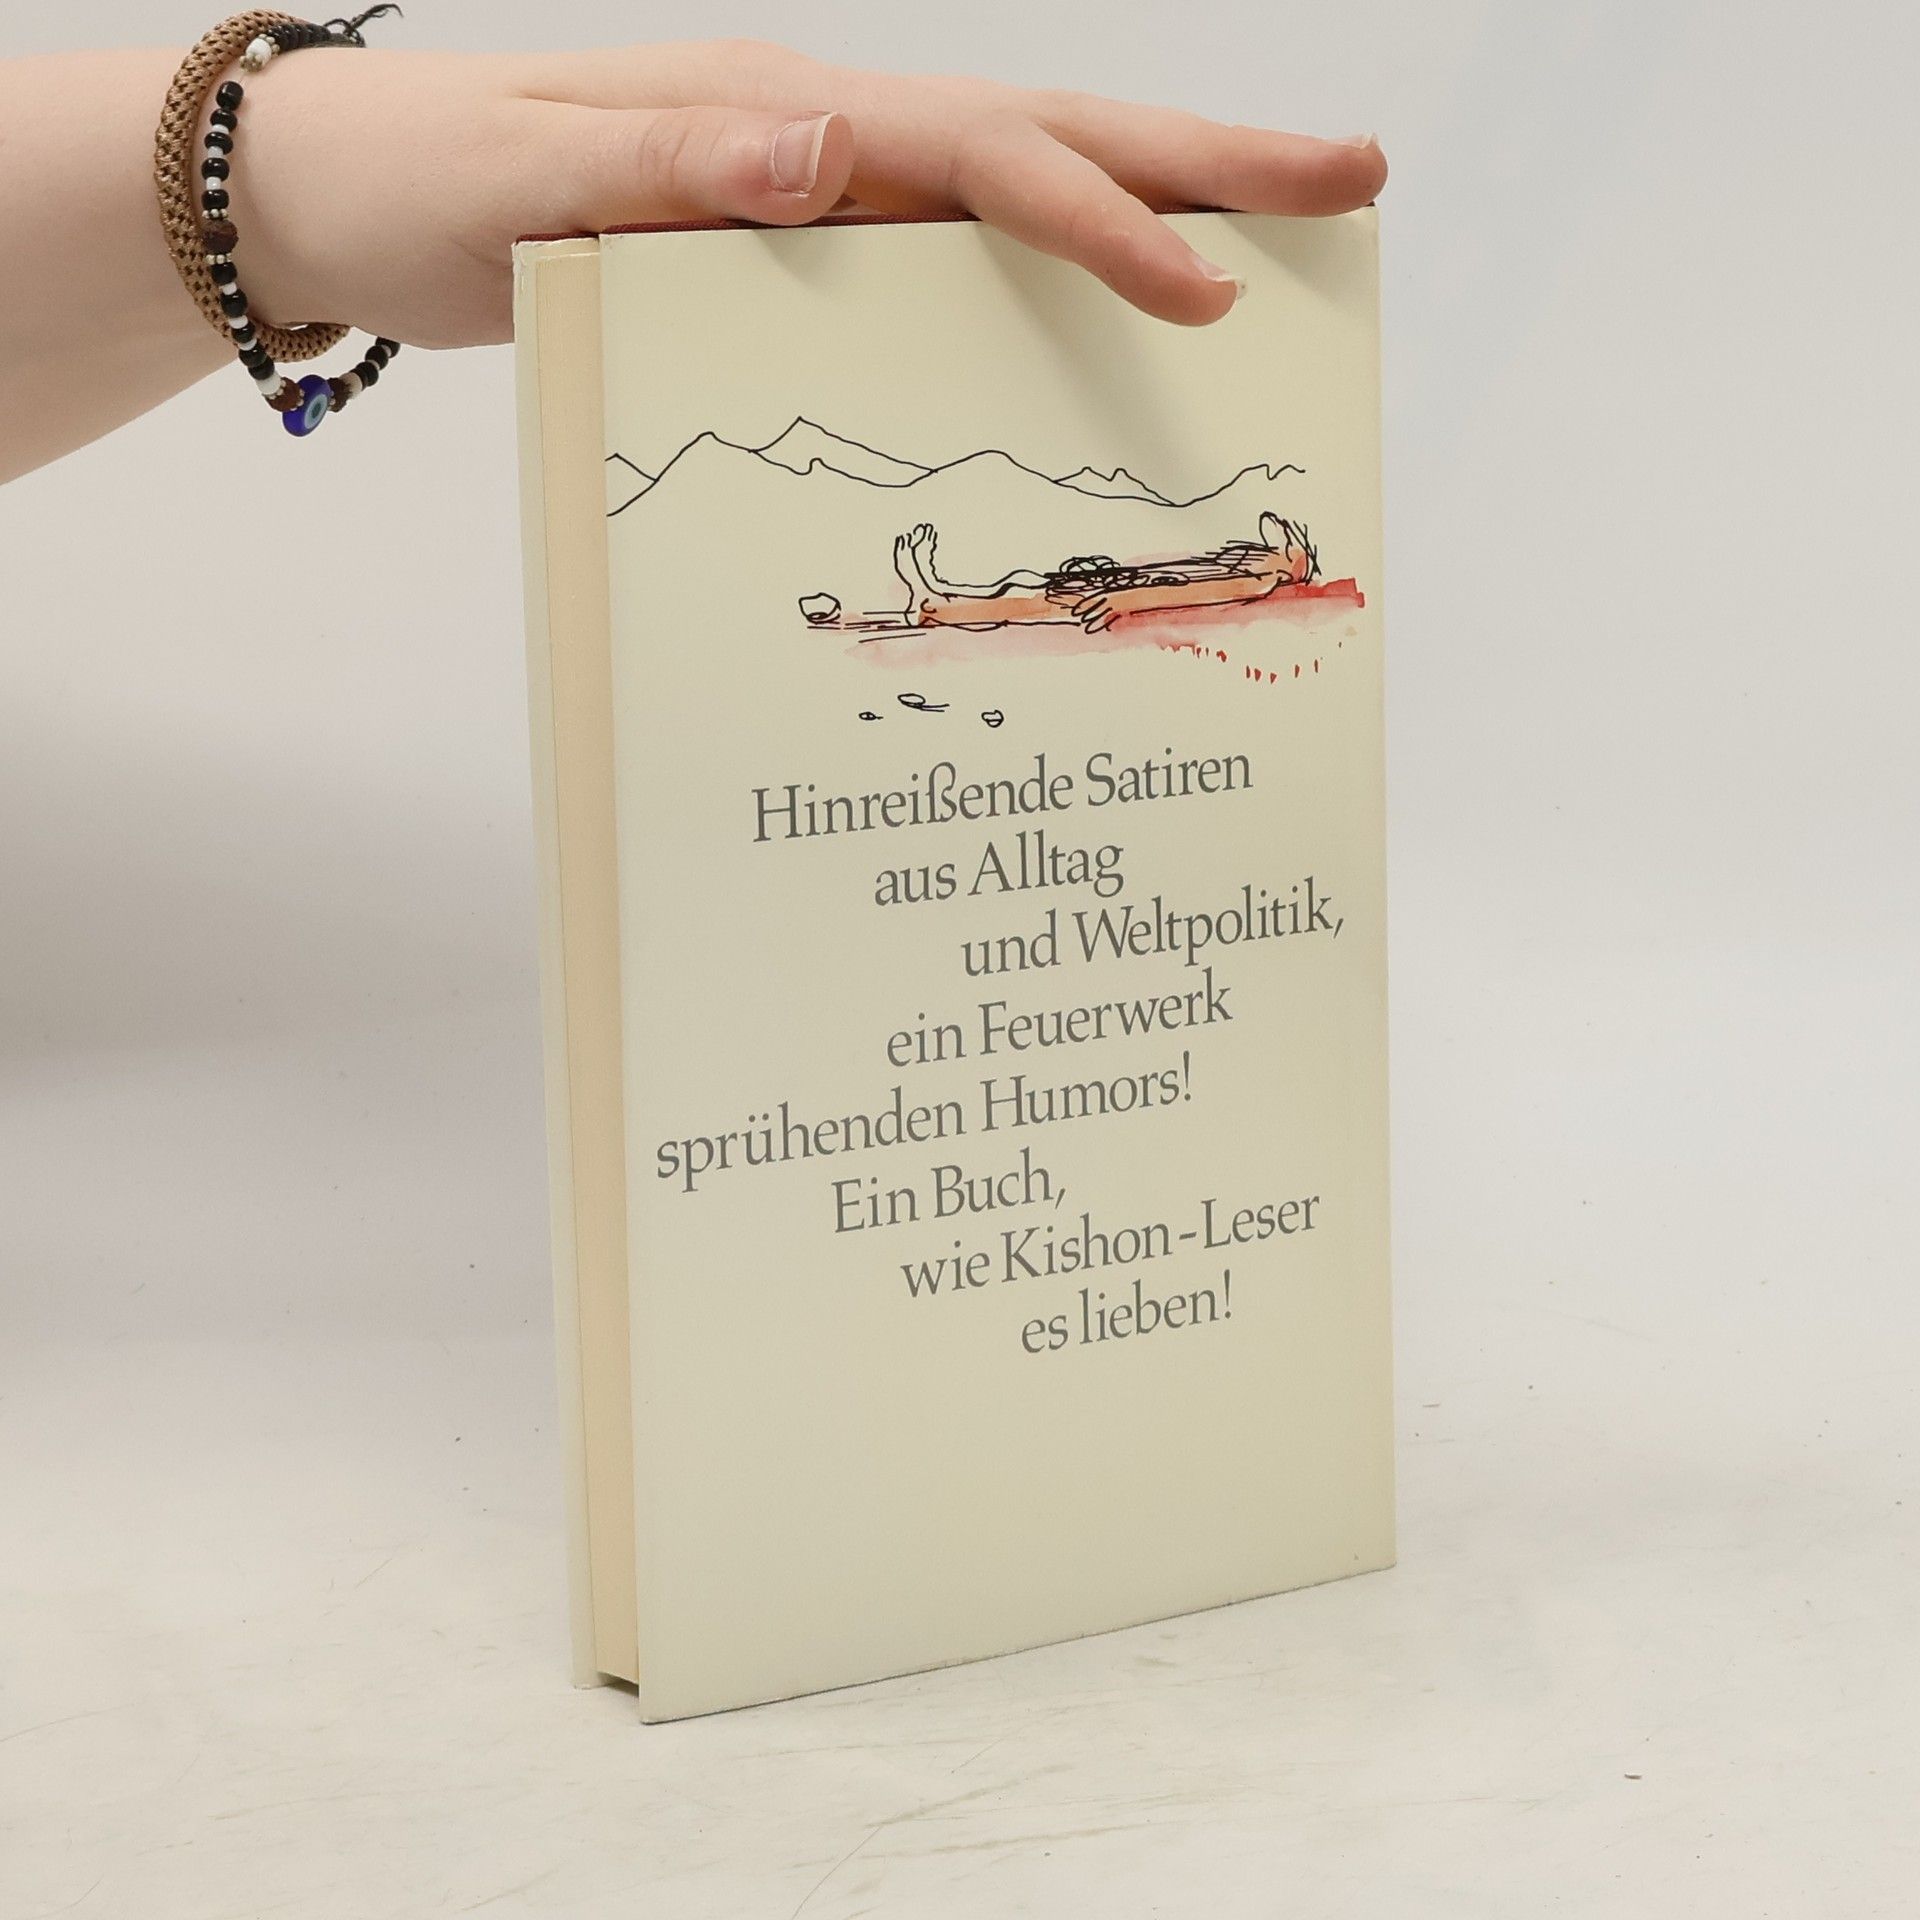 Hinreißende Satiren
aus Alltag
und Weltpolitik,
ein Feuerwerk
sprühenden Humors!
Ein Buch,
wie Kishon-Leser
es lieben!